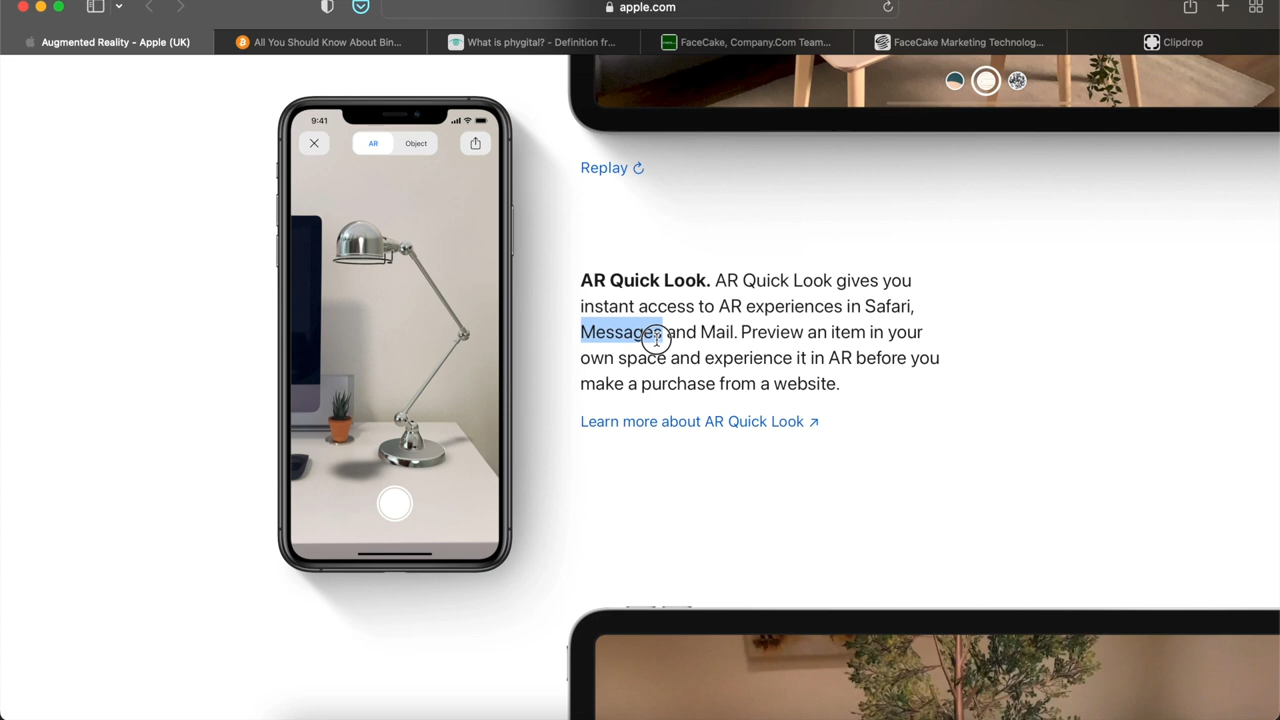 apple.com
Augmented Reality - Apple (UK)
All You Should Know About Bin...
What is phygital? - Definition fr...
FaceCake, Company.Com Team...
FaceCake Marketing Technolog...
Clipdrop
9:41
AR
Object
Replay
AR Quick Look. AR Quick Look gives you
instant access to AR experiences in Safari,
Messages and Mail. Preview an item in your
own space and experience it in AR before you
make a purchase from a website.
Learn more about AR Quick Look